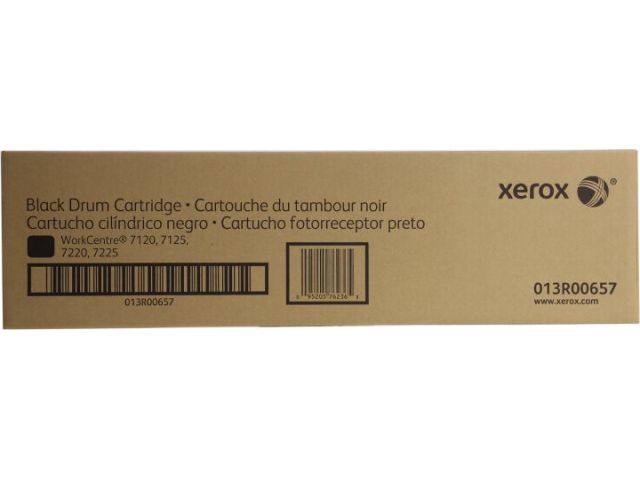 Black Drum Cartridge • Cartouche du tambour noir
Cartucho cilíndrico negro • Cartucho fotorreceptor preto
WorkCentre® 7120, 7125,
7220, 7225
013R00657
xerox ®
013R00657
www.xerox.com